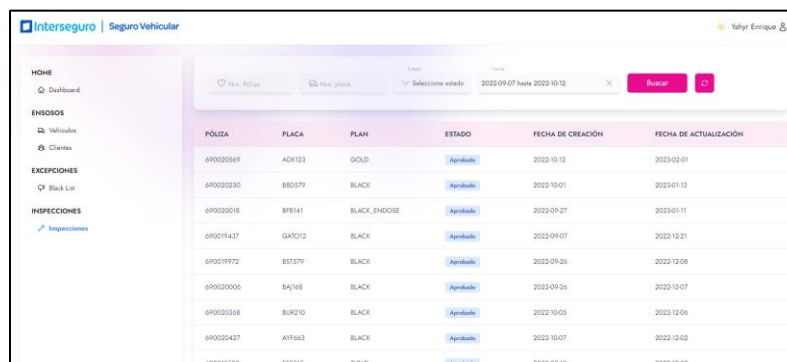 Interseguro | Seguro Vehicular
Yahyr Enrique
HOME
Dashboard
ENSOSOS
Vehículos
Clientes
EXCEPCIONES
Black List
INSPECCIONES
Inspecciones
Estado Fecha
Nro. Póliza Nro. placa Seleccione estado 2022-09-07 hasta 2022-10-12 Buscar
PÓLIZA PLACA PLAN ESTADO FECHA DE CREACIÓN FECHA DE ACTUALIZACIÓN
690020569 ADX123 GOLD Aprobado 2022-10-12 2023-02-01
690020230 BBD579 BLACK Aprobado 2022-10-01 2023-01-13
690020018 BFB141 BLACK_ENDOSE Aprobado 2022-09-27 2023-01-11
690019437 GATO12 BLACK Aprobado 2022-09-07 2022-12-21
690019972 BST579 BLACK Aprobado 2022-09-26 2022-12-08
690020006 BAJ168 BLACK Aprobado 2022-09-26 2022-12-07
690020368 BUR210 BLACK Aprobado 2022-10-05 2022-12-06
690020427 AYF663 BLACK Aprobado 2022-10-07 2022-12-02